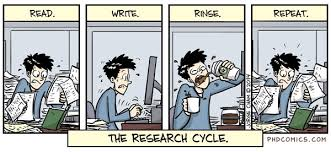 READ.
WRITE.
RINSE.
REPEAT.
THE RESEARCH CYCLE.
PHDCOMICS.COM